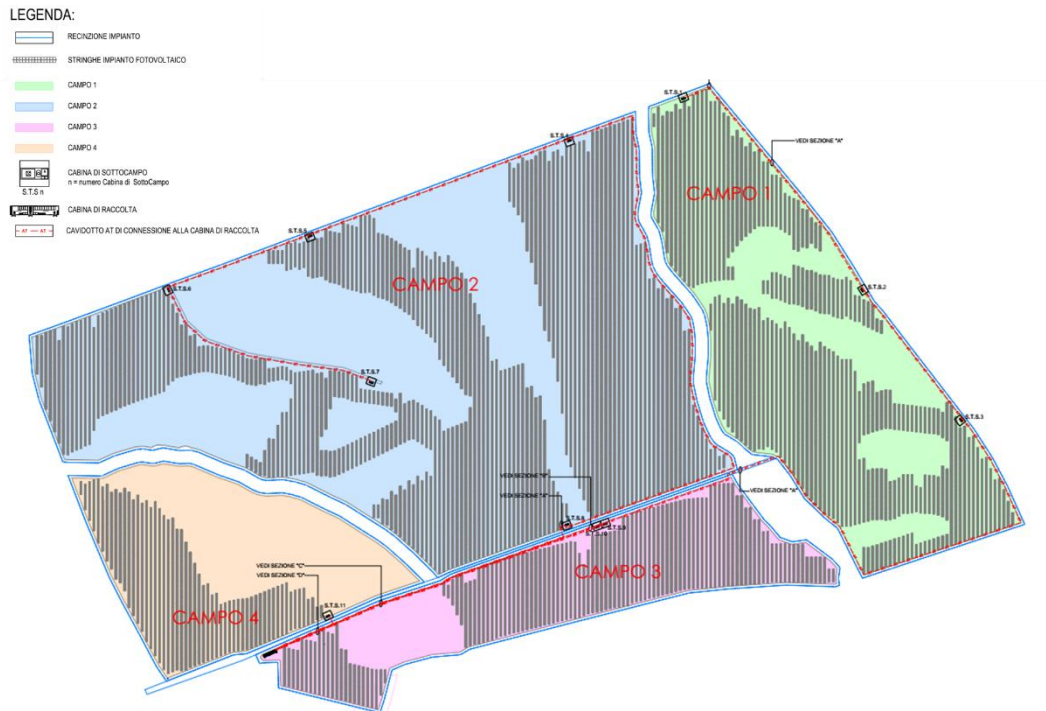 LEGENDA:
RECINZIONE IMPIANTO
STRINGHE IMPIANTO FOTOVOLTAICO
CAMPO 1
CAMPO 2
CAMPO 3
CAMPO 4
CABINA DI SOTTOCAMPO
n = numero Cabina di SottoCampo
S.T.S n
CABINA DI RACCOLTA
AT AT
CAVIDOTTO AT DI CONNESSIONE ALLA CABINA DI RACCOLTA
S.T.S.1
VEDI SEZIONE "A"
CAMPO 1
S.T.S.4
S.T.S.5
CAMPO 2
S.T.S.6
S.T.S.2
S.T.S.7
S.T.S.3
VEDI SEZIONE "B"
VEDI SEZIONE "A"
VEDI SEZIONE "A"
S.T.S.8
S.T.S.9
S.T.S.10
CAMPO 3
VEDI SEZIONE "C"
VEDI SEZIONE "D"
S.T.S.11
CAMPO 4